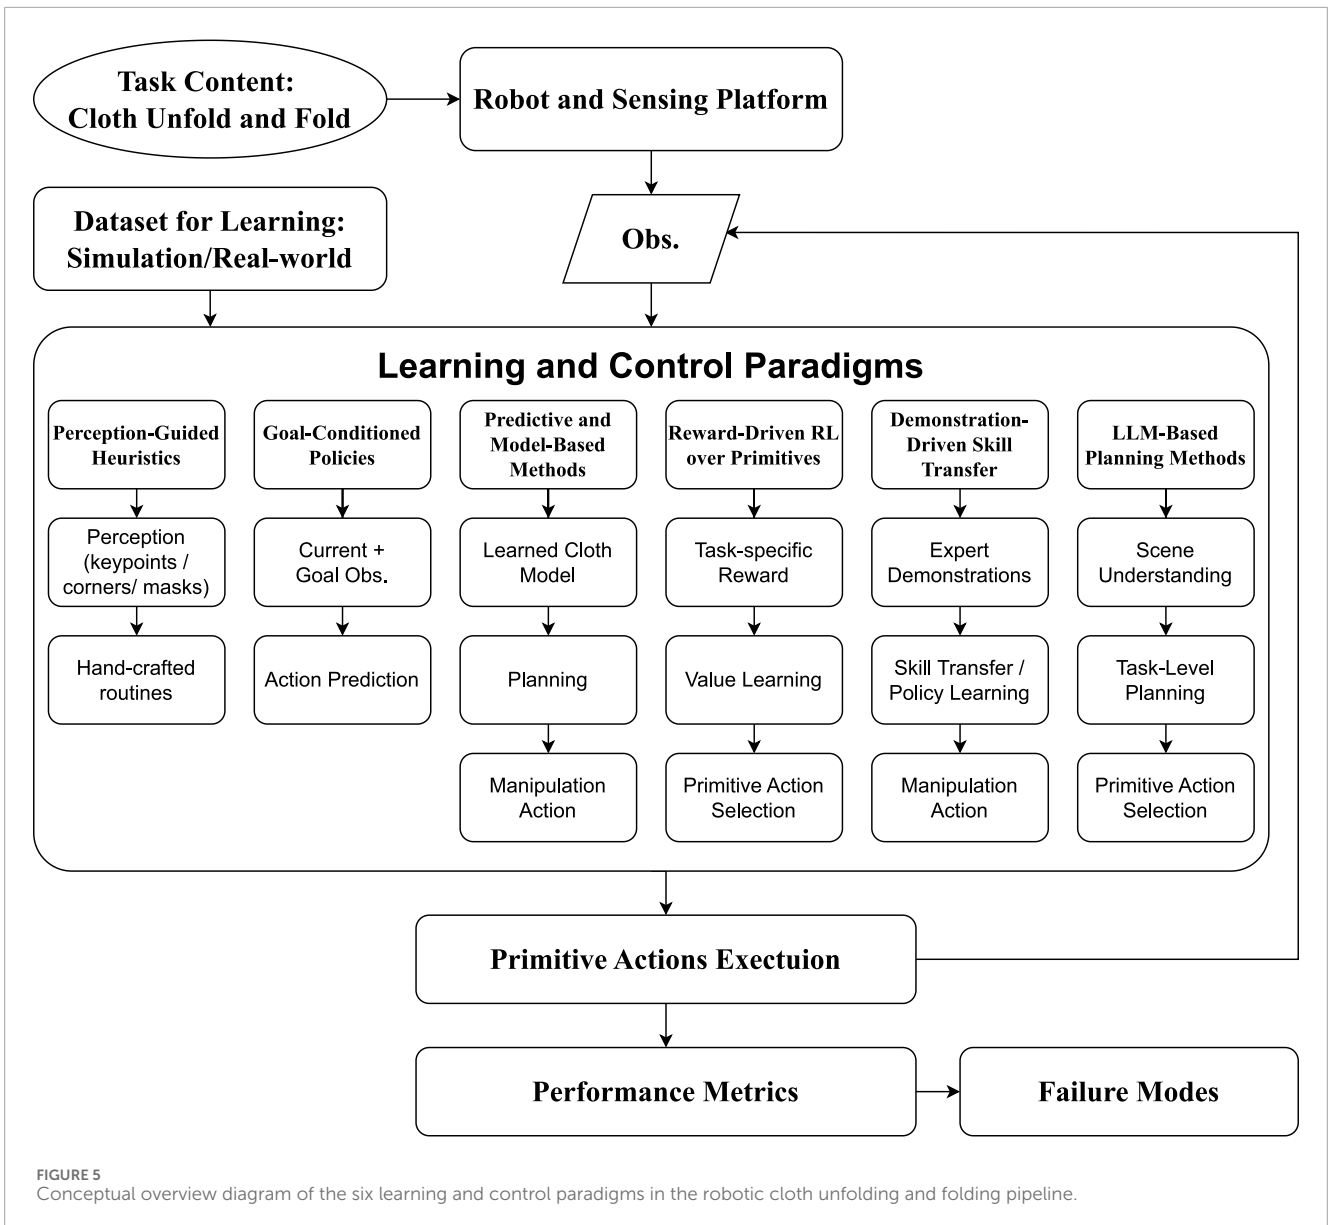 Task Content:
Cloth Unfold and Fold
Robot and Sensing Platform
Dataset for Learning:
Simulation/Real-world
Obs.
Learning and Control Paradigms
Perception-Guided
Heuristics
Perception
(keypoints /
corners/ masks)
Hand-crafted
routines
Goal-Conditioned
Policies
Current +
Goal Obs.
Action Prediction
Predictive and
Model-Based
Methods
Learned Cloth
Model
Planning
Manipulation
Action
Reward-Driven RL
over Primitives
Task-specific
Reward
Value Learning
Primitive Action
Selection
Demonstration-
Driven Skill
Transfer
Expert
Demonstrations
Skill Transfer /
Policy Learning
Manipulation
Action
LLM-Based
Planning Methods
Scene
Understanding
Task-Level
Planning
Primitive Action
Selection
Primitive Actions Exectuion
Performance Metrics
Failure Modes
FIGURE 5
Conceptual overview diagram of the six learning and control paradigms in the robotic cloth unfolding and folding pipeline.